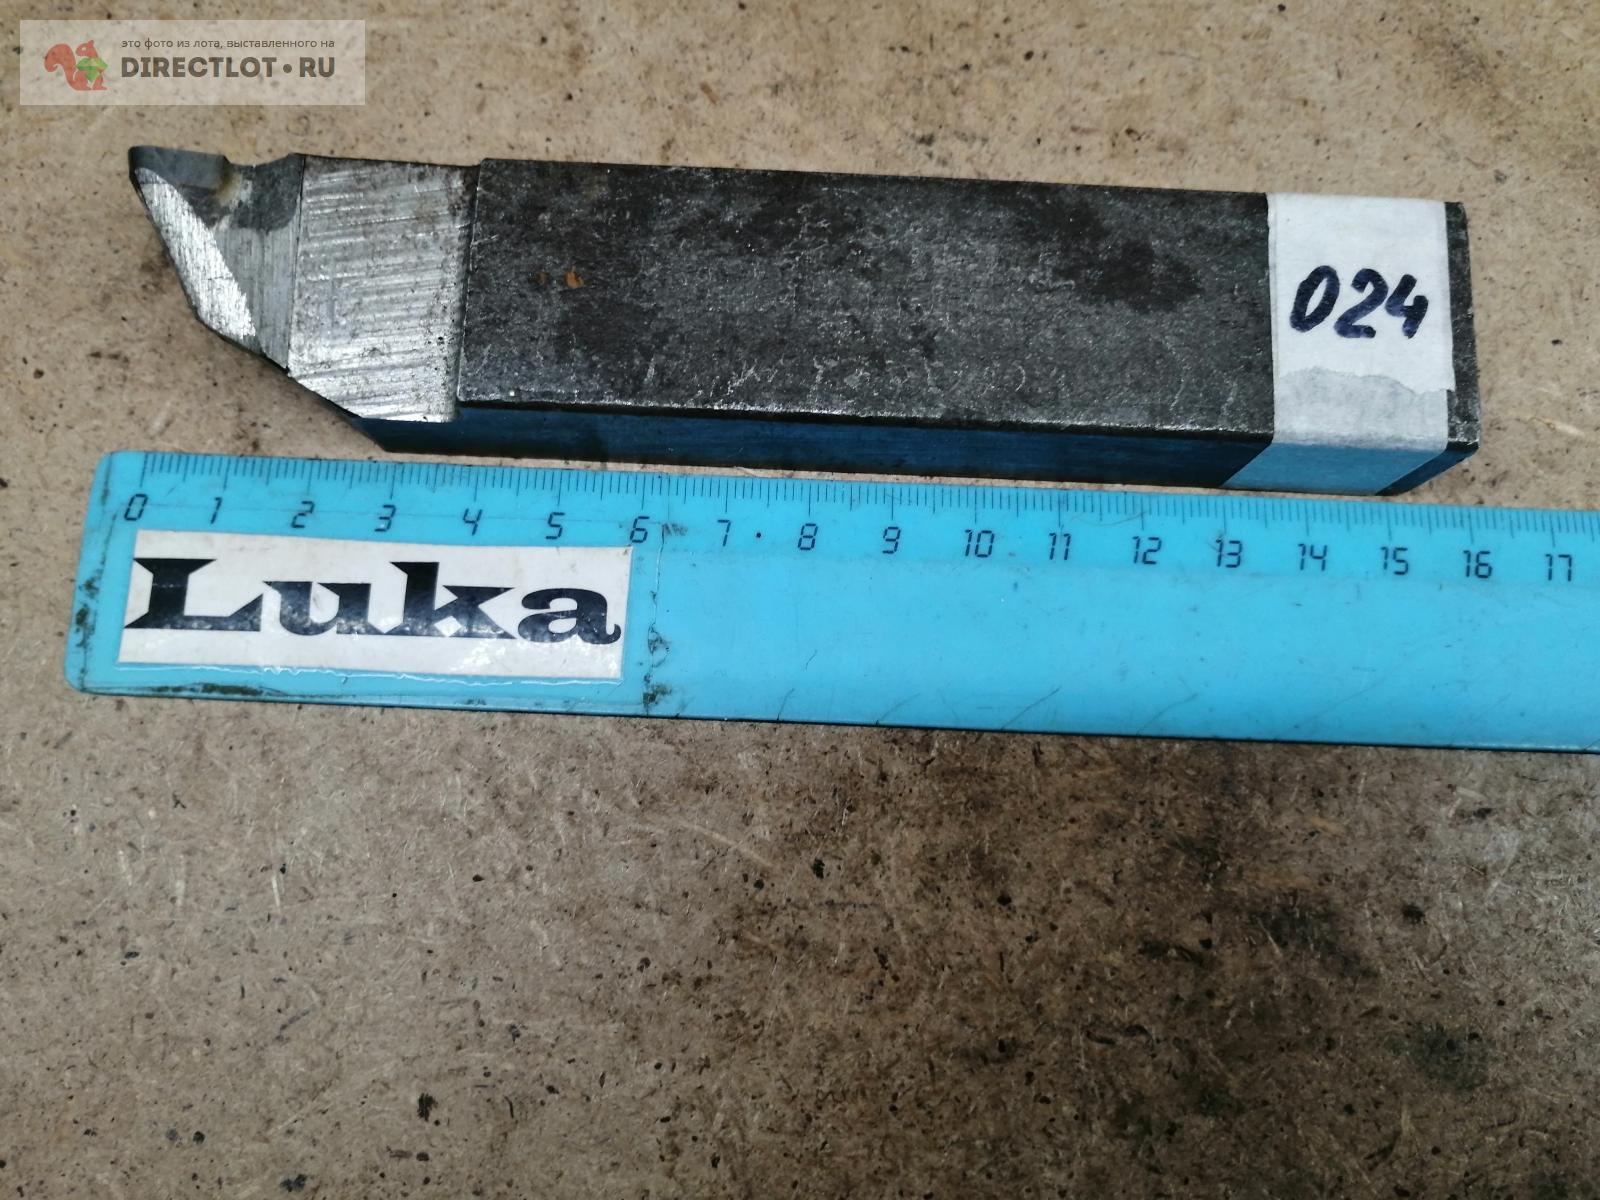 это фото из лота, выставленного на
DIRECTLOT•RU
024
0 1 2 3 4 5 6 7 8 9 10 11 12 13 14 15 16 17
Luka